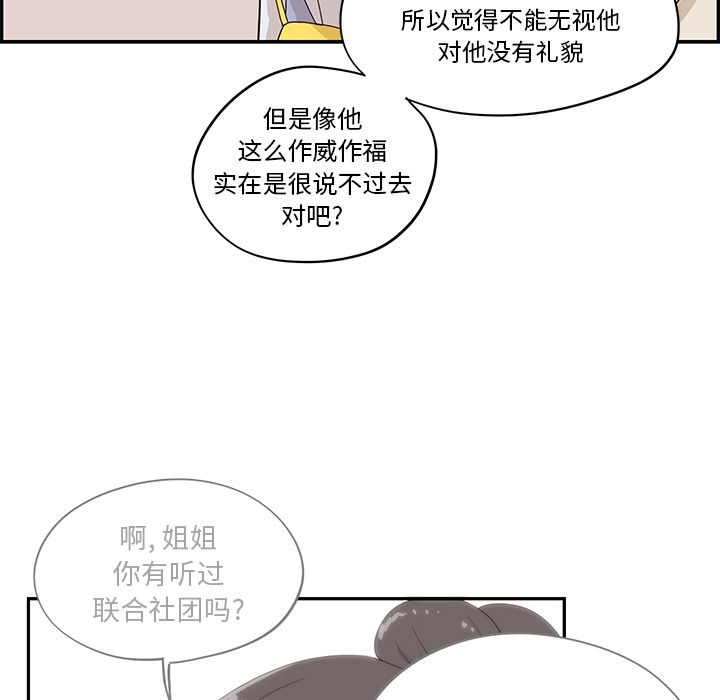 所以觉得不能无视他
对他没有礼貌
但是像他
这么作威作福
实在是很说不过去
对吧?
啊, 姐姐
你有听过
联合社团吗?